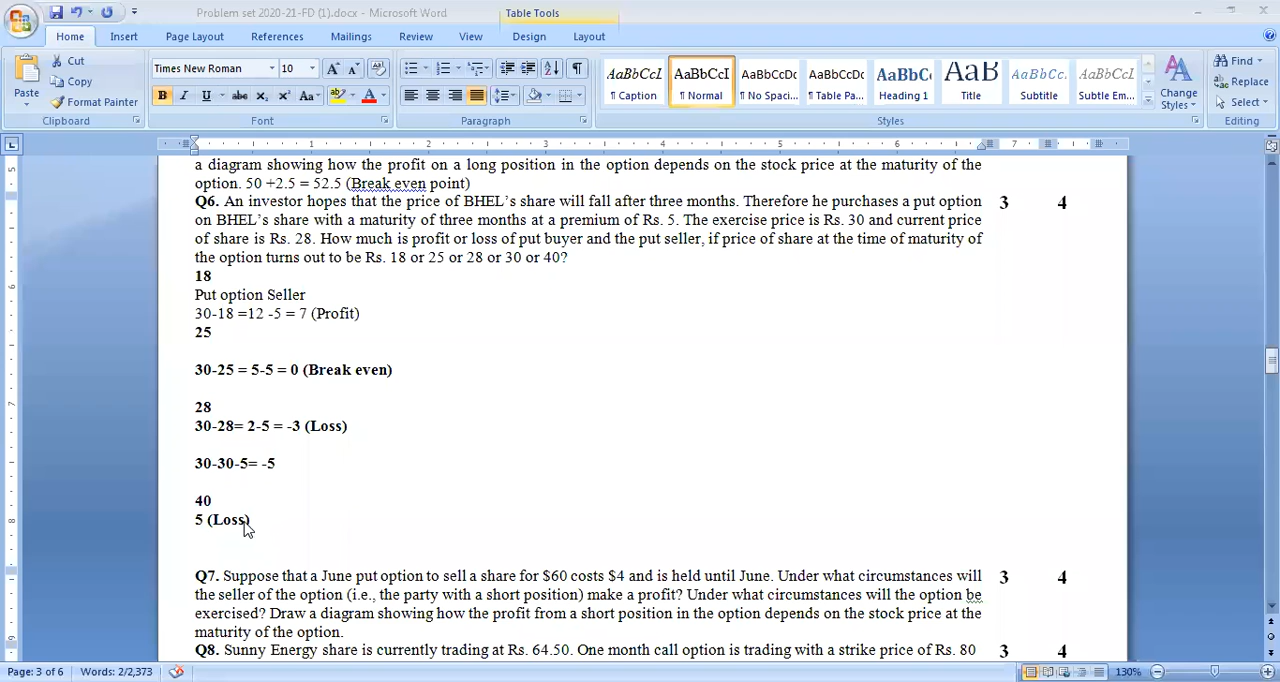 Problem set 2020-21-FD (1).docx - Microsoft Word
Table Tools
Home Insert Page Layout References Mailings Review View Design Layout
Paste
Cut
Copy
Format Painter
Clipboard
Times New Roman 10
Font
Paragraph
AaBbCcI AaBbCcI AaBbCcDc AaBbCcDc AaBbCc AaB AaBbCc. AaBbCcI
¶ Caption ¶ Normal ¶ No Spaci... ¶ Table Pa... Heading 1 Title Subtitle Subtle Em...
Change
Styles
Styles
Find
Replace
Select
Editing
1 2 3 4 5 6 7
a diagram showing how the profit on a long position in the option depends on the stock price at the maturity of the
option. 50 +2.5 = 52.5 (Break even point)
Q6. An investor hopes that the price of BHEL's share will fall after three months. Therefore he purchases a put option 3 4
on BHEL's share with a maturity of three months at a premium of Rs. 5. The exercise price is Rs. 30 and current price
of share is Rs. 28. How much is profit or loss of put buyer and the put seller, if price of share at the time of maturity of
the option turns out to be Rs. 18 or 25 or 28 or 30 or 40?
18
Put option Seller
30-18 =12 -5 = 7 (Profit)
25
30-25 = 5-5 = 0 (Break even)
28
30-28= 2-5 = -3 (Loss)
30-30-5= -5
40
5 (Loss)
Q7. Suppose that a June put option to sell a share for $60 costs $4 and is held until June. Under what circumstances will 3 4
the seller of the option (i.e., the party with a short position) make a profit? Under what circumstances will the option be
exercised? Draw a diagram showing how the profit from a short position in the option depends on the stock price at the
maturity of the option.
Q8. Sunny Energy share is currently trading at Rs. 64.50. One month call option is trading with a strike price of Rs. 80 3 4
Page: 3 of 6 Words: 2/2,373 130%